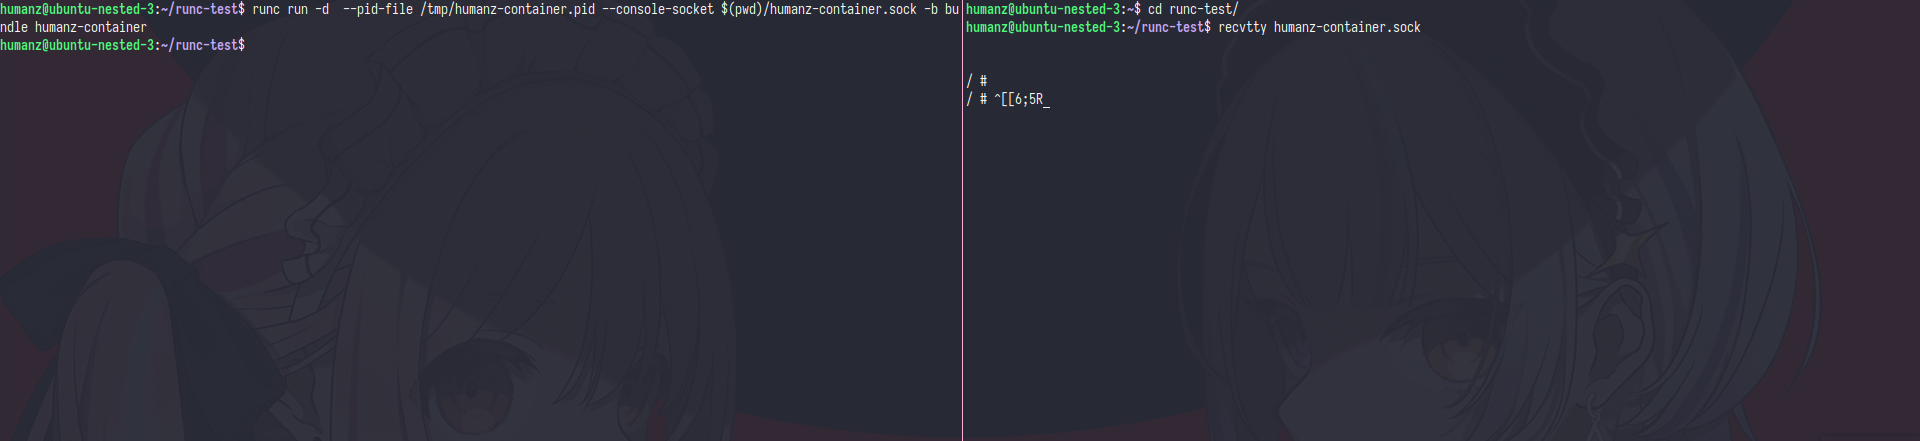 humanz@ubuntu-nested-3:~/runc-test$ runc run -d  --pid-file /tmp/humanz-container.pid --console-socket $(pwd)/humanz-container.sock -b bu
ndle humanz-container
humanz@ubuntu-nested-3:~/runc-test$
humanz@ubuntu-nested-3:~$ cd runc-test/
humanz@ubuntu-nested-3:~/runc-test$ recvtty humanz-container.sock
/ #
/ # ^[[6;5R_